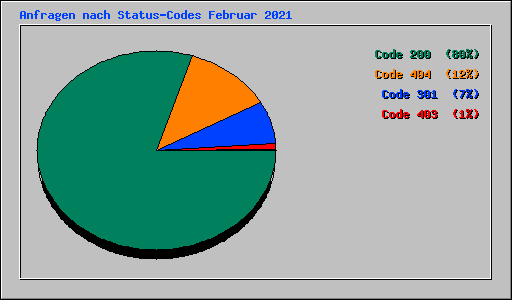 Anfragen nach Status-Codes Februar 2021
Code 200 (80%)
Code 404 (12%)
Code 301 (7%)
Code 403 (1%)